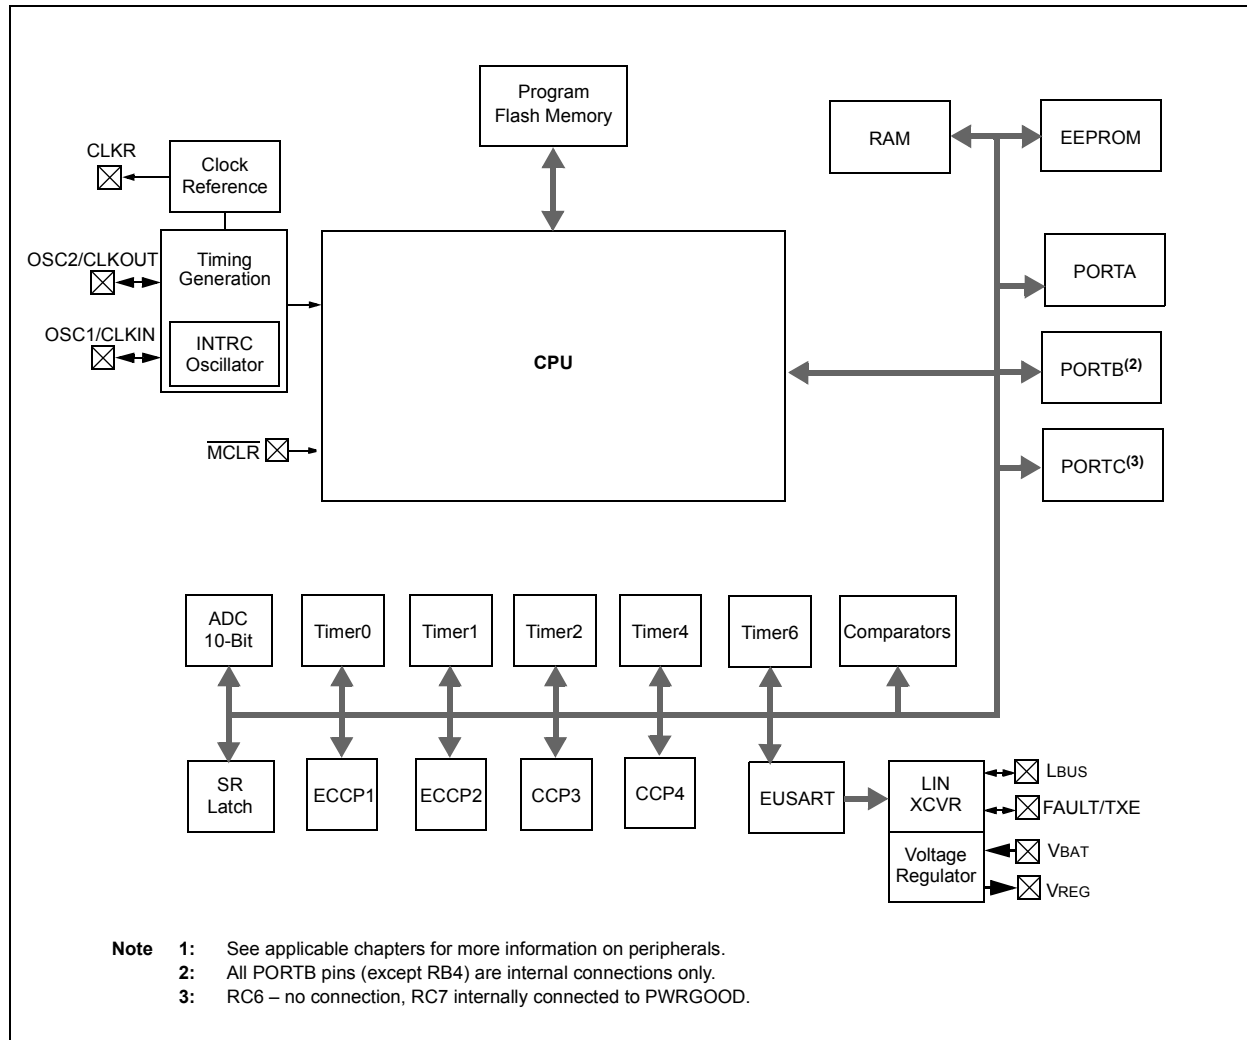 Program
Flash Memory
RAM
EEPROM
CLKR
Clock
Reference
OSC2/CLKOUT
Timing
Generation
PORTA
OSC1/CLKIN
INTRC
Oscillator
CPU
PORTB(2)
MCLR
PORTC(3)
ADC
10-Bit
Timer0
Timer1
Timer2
Timer4
Timer6
Comparators
SR
Latch
ECCP1
ECCP2
CCP3
CCP4
EUSART
LIN
XCVR
LBUS
FAULT/TXE
Voltage
Regulator
VBAT
VREG
Note 1: See applicable chapters for more information on peripherals.
2: All PORTB pins (except RB4) are internal connections only.
3: RC6 – no connection, RC7 internally connected to PWRGOOD.